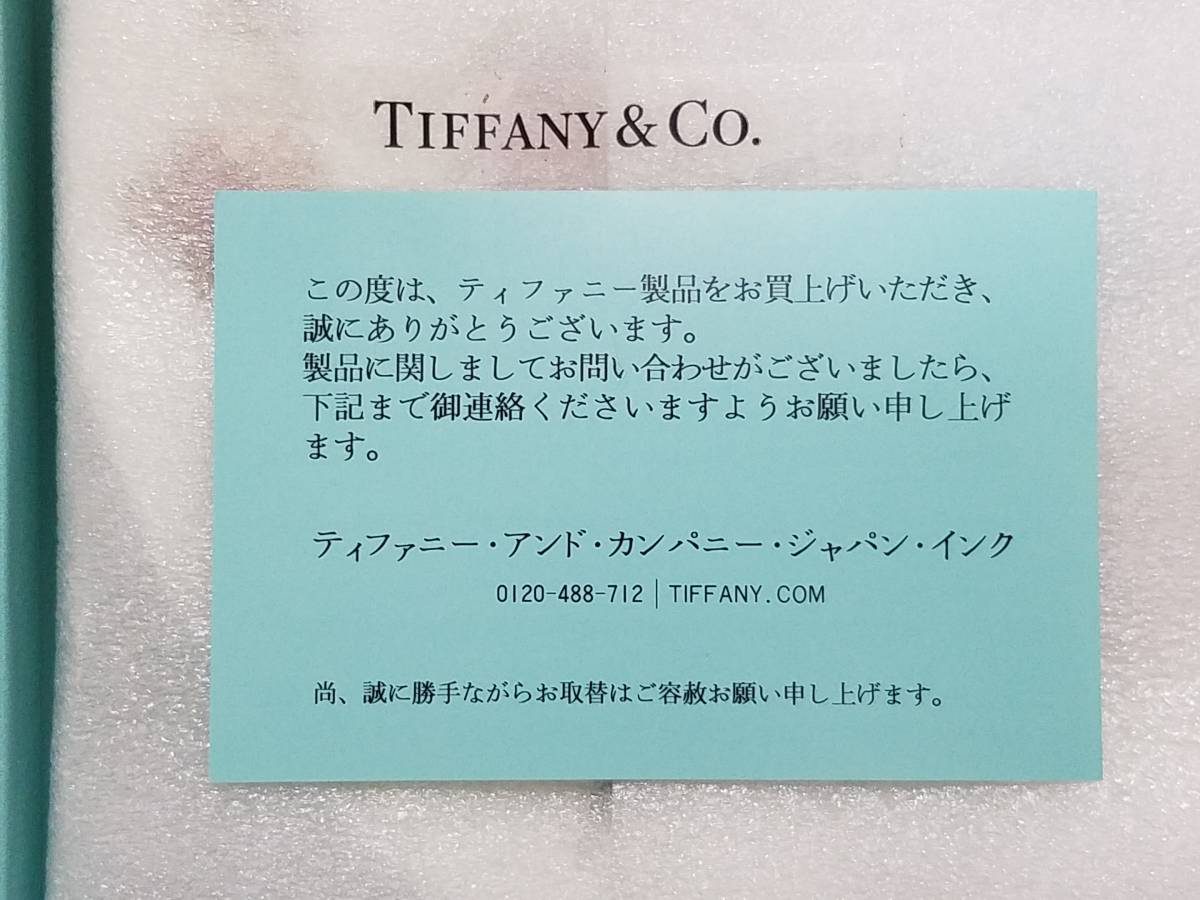 TIFFANY & CO.
この度は、ティファニー製品をお買上げいただき、
誠にありがとうございます。
製品に関しましてお問い合わせがございましたら、
下記まで御連絡くださいますようお願い申し上げ
ます。
ティファニー・アンド・カンパニー・ジャパン・インク
0120-488-712 | TIFFANY.COM
尚、誠に勝手ながらお取替はご容赦お願い申し上げます。